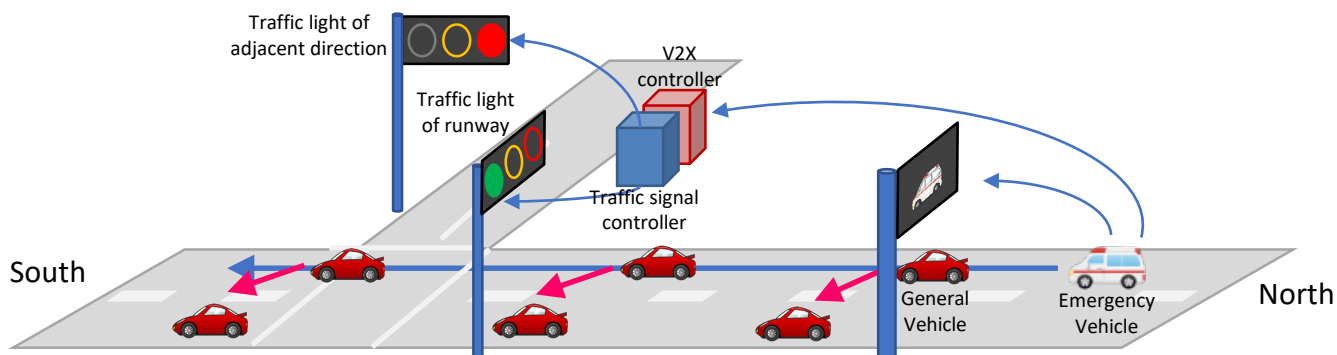 Traffic light of
adjacent direction
V2X
controller
Traffic light
of runway
Traffic signal
controller
South
General
Vehicle
Emergency
Vehicle
North